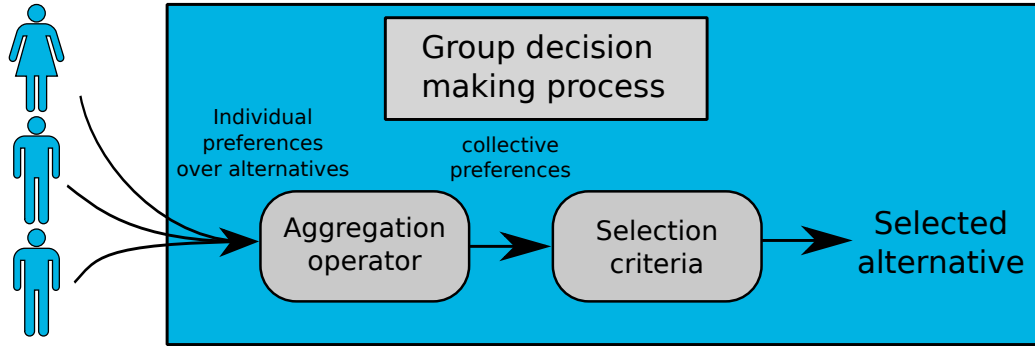 Group decision
making process
Individual
preferences
over alternatives
collective
preferences
Aggregation
operator
Selection
criteria
Selected
alternative